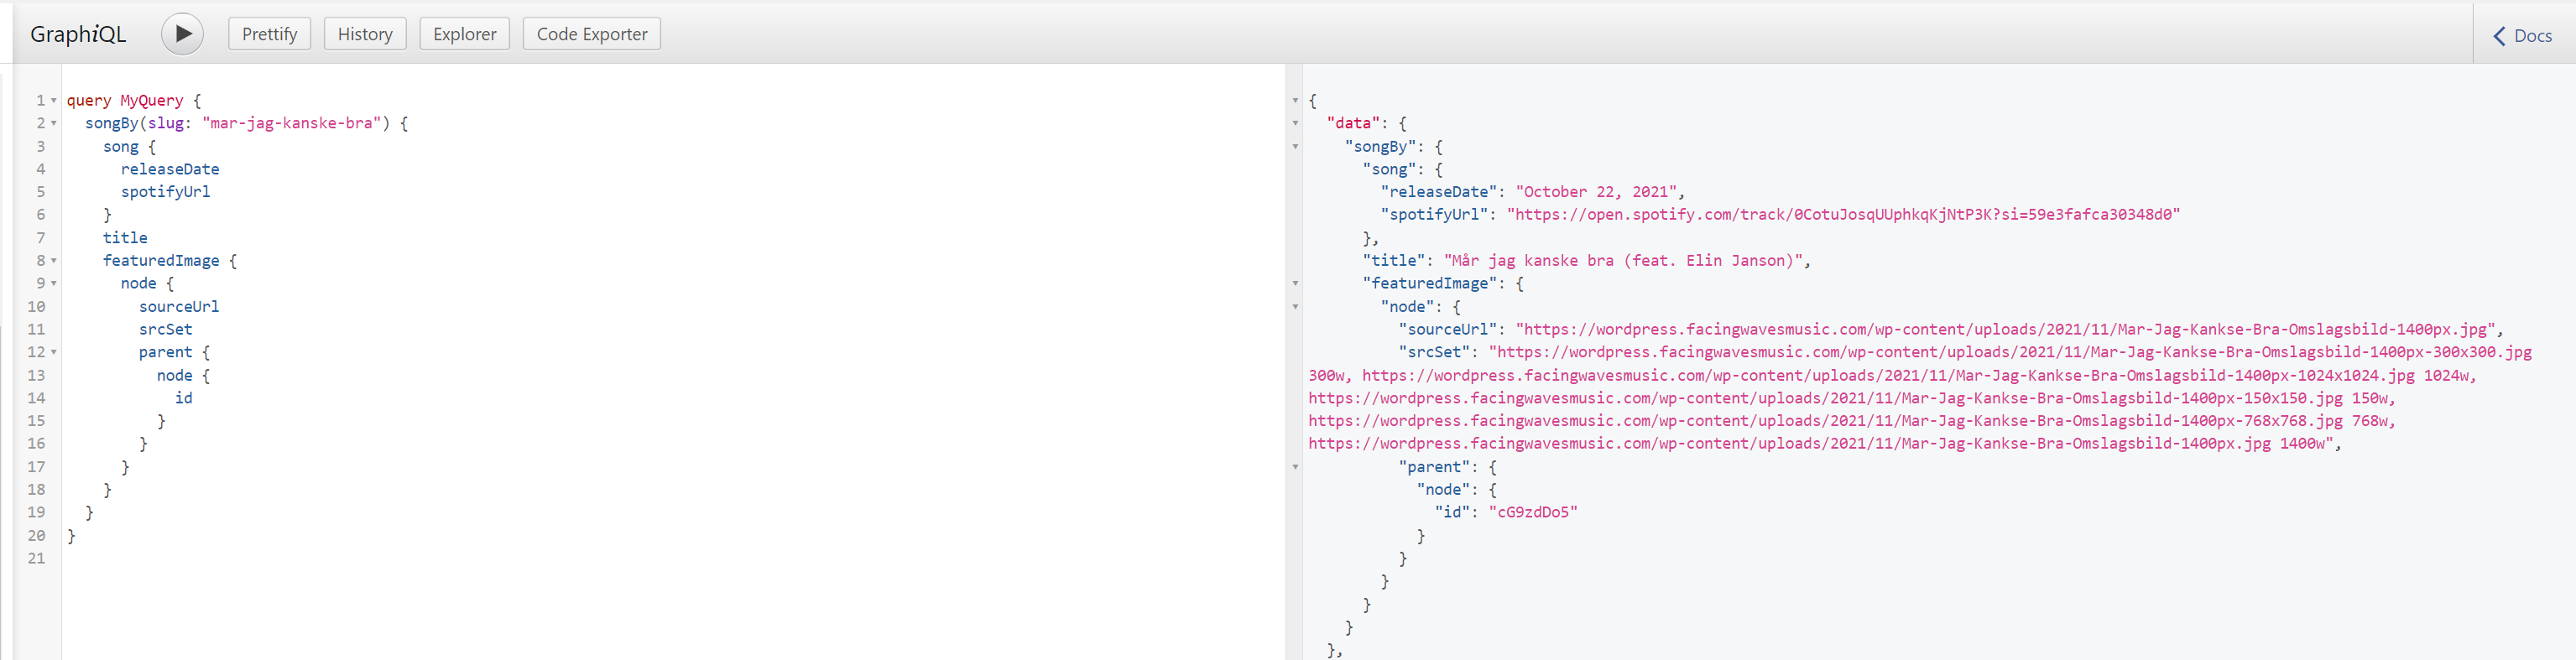 GraphiQL Prettify History Explorer Code Exporter Docs
1 query MyQuery {
2 songBy(slug: "mar-jag-kanske-bra") {
3 song {
4 releaseDate
5 spotifyUrl
6 }
7 title
8 featuredImage {
9 node {
10 sourceUrl
11 srcSet
12 parent {
13 node {
14 id
15 }
16 }
17 }
18 }
19 }
20 }
21
{
"data": {
"songBy": {
"song": {
"releaseDate": "October 22, 2021",
"spotifyUrl": "https://open.spotify.com/track/0CotuJosqUUphkqKjNtP3K?si=59e3fafca30348d0"
},
"title": "Mår jag kanske bra (feat. Elin Janson)",
"featuredImage": {
"node": {
"sourceUrl": "https://wordpress.facingwavesmusic.com/wp-content/uploads/2021/11/Mar-Jag-Kankse-Bra-Omslagsbild-1400px.jpg",
"srcSet": "https://wordpress.facingwavesmusic.com/wp-content/uploads/2021/11/Mar-Jag-Kankse-Bra-Omslagsbild-1400px-300x300.jpg
300w, https://wordpress.facingwavesmusic.com/wp-content/uploads/2021/11/Mar-Jag-Kankse-Bra-Omslagsbild-1400px-1024x1024.jpg 1024w,
https://wordpress.facingwavesmusic.com/wp-content/uploads/2021/11/Mar-Jag-Kankse-Bra-Omslagsbild-1400px-150x150.jpg 150w,
https://wordpress.facingwavesmusic.com/wp-content/uploads/2021/11/Mar-Jag-Kankse-Bra-Omslagsbild-1400px-768x768.jpg 768w,
https://wordpress.facingwavesmusic.com/wp-content/uploads/2021/11/Mar-Jag-Kankse-Bra-Omslagsbild-1400px.jpg 1400w",
"parent": {
"node": {
"id": "cG9zdDo5"
}
}
}
}
}
},